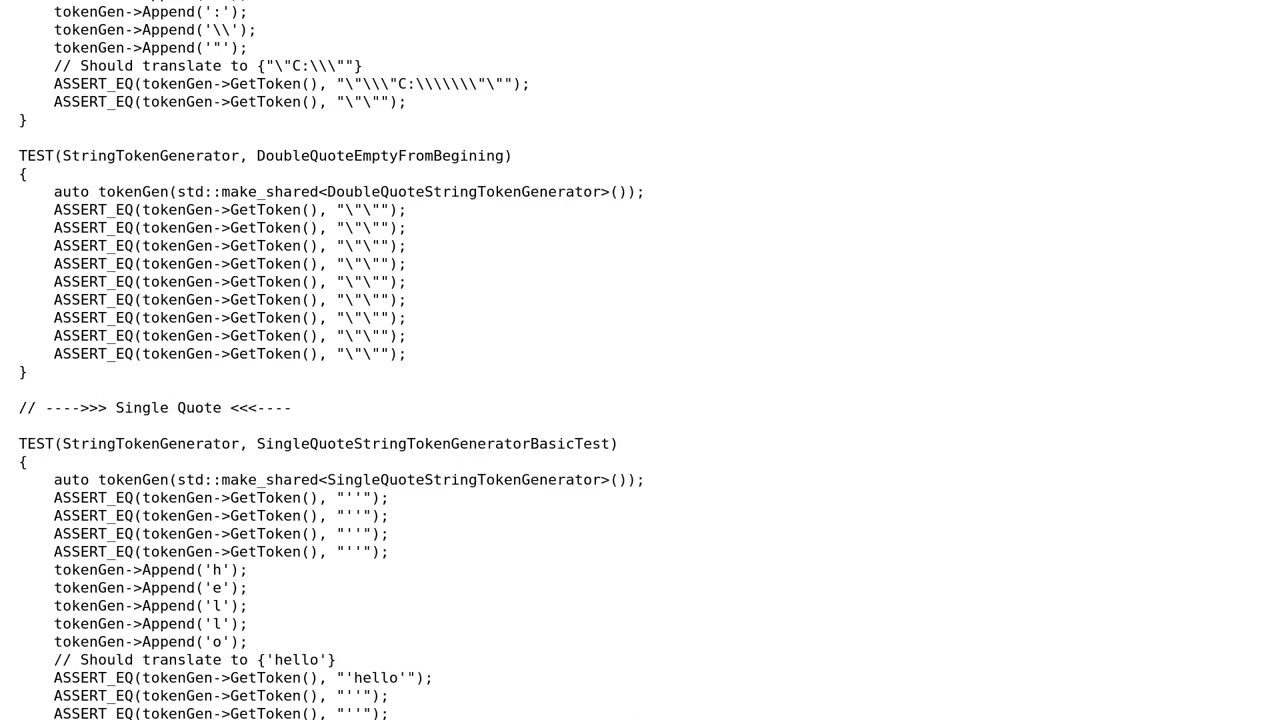 tokenGen->Append(':');
tokenGen->Append('\\');
tokenGen->Append('"');
// Should translate to {"\"C:\\\""}
ASSERT_EQ(tokenGen->GetToken(), "\"\\\"C:\\\\\\\"\"");
ASSERT_EQ(tokenGen->GetToken(), "\"\"");
}
TEST(StringTokenGenerator, DoubleQuoteEmptyFromBegining)
{
auto tokenGen(std::make_shared<DoubleQuoteStringTokenGenerator>());
ASSERT_EQ(tokenGen->GetToken(), "\"\"");
ASSERT_EQ(tokenGen->GetToken(), "\"\"");
ASSERT_EQ(tokenGen->GetToken(), "\"\"");
ASSERT_EQ(tokenGen->GetToken(), "\"\"");
ASSERT_EQ(tokenGen->GetToken(), "\"\"");
ASSERT_EQ(tokenGen->GetToken(), "\"\"");
ASSERT_EQ(tokenGen->GetToken(), "\"\"");
ASSERT_EQ(tokenGen->GetToken(), "\"\"");
ASSERT_EQ(tokenGen->GetToken(), "\"\"");
}
// ---->>> Single Quote <<<----
TEST(StringTokenGenerator, SingleQuoteStringTokenGeneratorBasicTest)
{
auto tokenGen(std::make_shared<SingleQuoteStringTokenGenerator>());
ASSERT_EQ(tokenGen->GetToken(), "''");
ASSERT_EQ(tokenGen->GetToken(), "''");
ASSERT_EQ(tokenGen->GetToken(), "''");
ASSERT_EQ(tokenGen->GetToken(), "''");
tokenGen->Append('h');
tokenGen->Append('e');
tokenGen->Append('l');
tokenGen->Append('l');
tokenGen->Append('o');
// Should translate to {'hello'}
ASSERT_EQ(tokenGen->GetToken(), "'hello'");
ASSERT_EQ(tokenGen->GetToken(), "''");
ASSERT_EQ(tokenGen->GetToken(), "''");